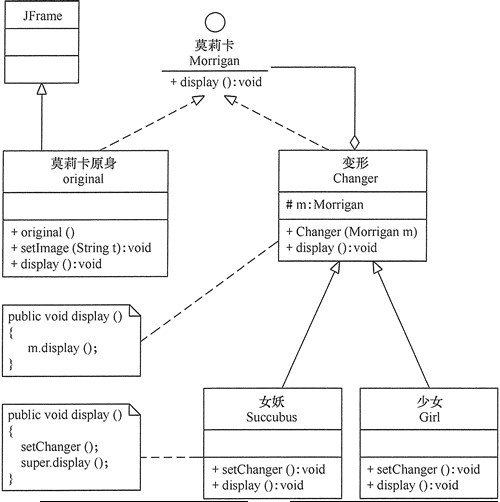 JFrame
莫莉卡
Morrigan
+ display ():void
莫莉卡原身
original
+ original ()
+ setImage (String t):void
+ display ():void
变形
Changer
# m:Morrigan
+ Changer (Morrigan m)
+ display ():void
public void display ()
{
m.display ();
}
public void display ()
{
setChanger ();
super.display ();
}
女妖
Succubus
+ setChanger ():void
+ display ():void
少女
Girl
+ setChanger ():void
+ display ():void